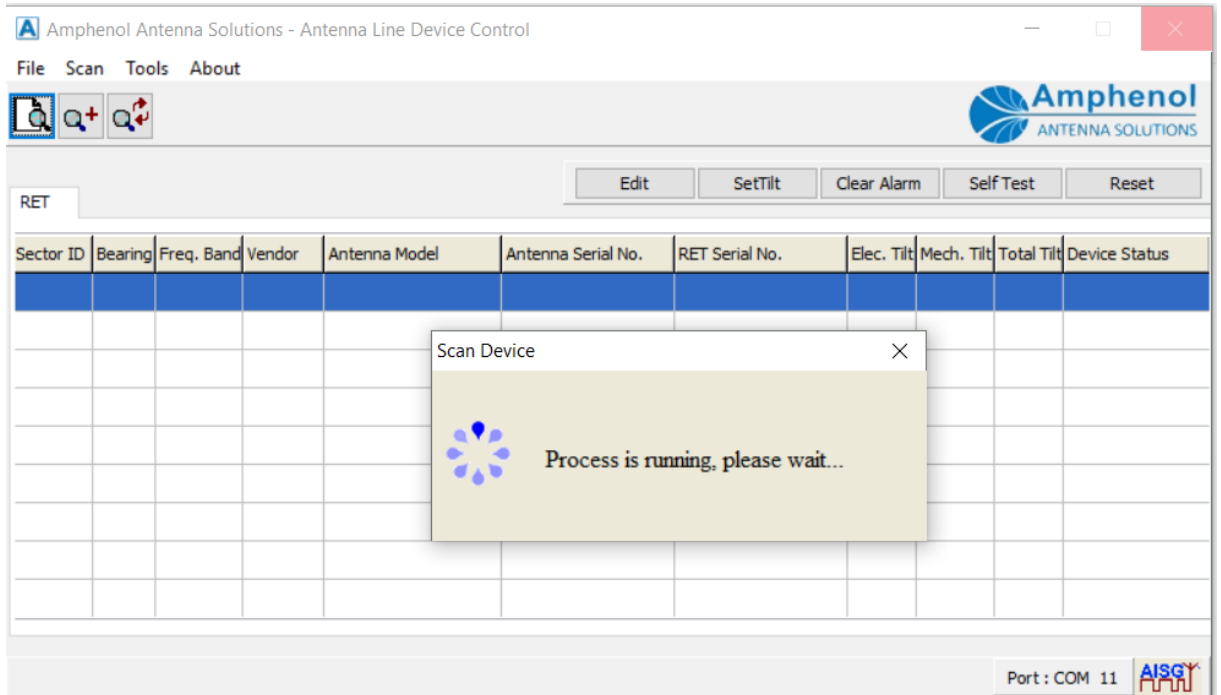 Amphenol Antenna Solutions - Antenna Line Device Control
File Scan Tools About
Amphenol
ANTENNA SOLUTIONS
Edit SetTilt Clear Alarm Self Test Reset
RET
Sector ID Bearing Freq. Band Vendor Antenna Model Antenna Serial No. RET Serial No. Elec. Tilt Mech. Tilt Total Tilt Device Status
Scan Device
Process is running, please wait...
Port : COM 11 AISG